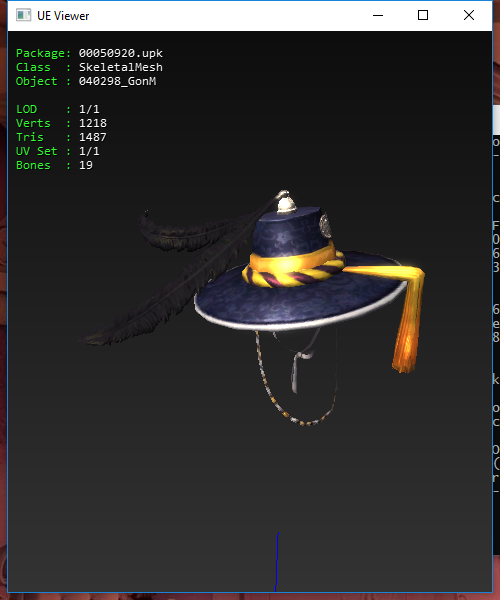 UE Viewer
Package: 00050920.upk
Class : SkeletalMesh
Object : 040298_GonM
LOD : 1/1
Verts : 1218
Tris : 1487
UV Set : 1/1
Bones : 19